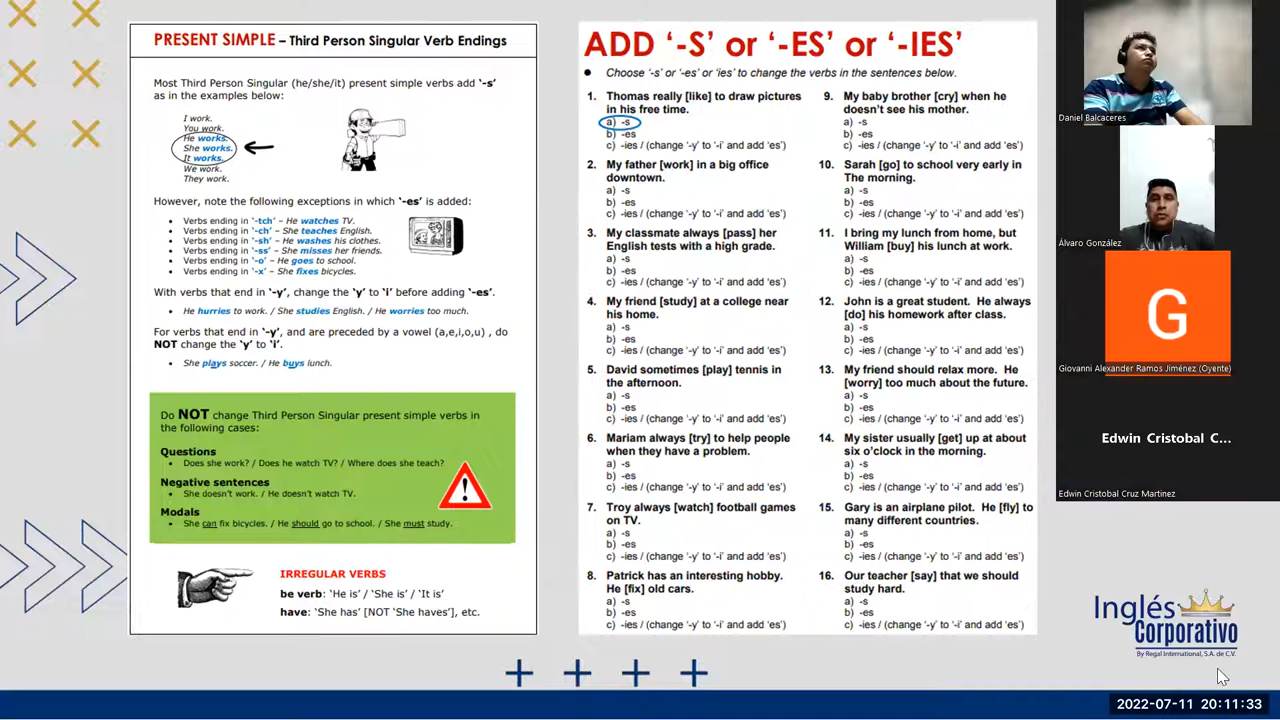 PRESENT SIMPLE – Third Person Singular Verb Endings
Most Third Person Singular (he/she/it) present simple verbs add ‘-s’
as in the examples below:
I work.
You work.
He works.
She works.
It works.
We work.
They work.
However, note the following exceptions in which ‘-es’ is added:
• Verbs ending in ‘-tch’ – He watches TV.
• Verbs ending in ‘-ch’ – She teaches English.
• Verbs ending in ‘-sh’ – He washes his clothes.
• Verbs ending in ‘-ss’ – She misses her friends.
• Verbs ending in ‘-o’ – He goes to school.
• Verbs ending in ‘-x’ – She fixes bicycles.
With verbs that end in ‘-y’, change the ‘y’ to ‘i’ before adding ‘-es’.
• He hurries to work. / She studies English. / He worries too much.
For verbs that end in ‘-y’, and are preceded by a vowel (a,e,i,o,u) , do
NOT change the ‘y’ to ‘i’.
• She plays soccer. / He buys lunch.
Do NOT change Third Person Singular present simple verbs in
the following cases:
Questions
• Does she work? / Does he watch TV? / Where does she teach?
Negative sentences
• She doesn’t work. / He doesn’t watch TV.
Modals
• She can fix bicycles. / He should go to school. / She must study.
IRREGULAR VERBS
be verb: ‘He is’ / ‘She is’ / ‘It is’
have: ‘She has’ [NOT ‘She haves’], etc.
ADD ‘-S’ or ‘-ES’ or ‘-IES’
● Choose ‘-s’ or ‘-es’ or ‘ies’ to change the verbs in the sentences below.
1. Thomas really [like] to draw pictures
in his free time.
a) -s
b) -es
c) -ies / (change ‘-y’ to ‘-i’ and add ‘es’)
2. My father [work] in a big office
downtown.
a) -s
b) -es
c) -ies / (change ‘-y’ to ‘-i’ and add ‘es’)
3. My classmate always [pass] her
English tests with a high grade.
a) -s
b) -es
c) -ies / (change ‘-y’ to ‘-i’ and add ‘es’)
4. My friend [study] at a college near
his home.
a) -s
b) -es
c) -ies / (change ‘-y’ to ‘-i’ and add ‘es’)
5. David sometimes [play] tennis in
the afternoon.
a) -s
b) -es
c) -ies / (change ‘-y’ to ‘-i’ and add ‘es’)
6. Mariam always [try] to help people
when they have a problem.
a) -s
b) -es
c) -ies / (change ‘-y’ to ‘-i’ and add ‘es’)
7. Troy always [watch] football games
on TV.
a) -s
b) -es
c) -ies / (change ‘-y’ to ‘-i’ and add ‘es’)
8. Patrick has an interesting hobby.
He [fix] old cars.
a) -s
b) -es
c) -ies / (change ‘-y’ to ‘-i’ and add ‘es’)
9. My baby brother [cry] when he
doesn’t see his mother.
a) -s
b) -es
c) -ies / (change ‘-y’ to ‘-i’ and add ‘es’)
10. Sarah [go] to school very early in
The morning.
a) -s
b) -es
c) -ies / (change ‘-y’ to ‘-i’ and add ‘es’)
11. I bring my lunch from home, but
William [buy] his lunch at work.
a) -s
b) -es
c) -ies / (change ‘-y’ to ‘-i’ and add ‘es’)
12. John is a great student. He always
[do] his homework after class.
a) -s
b) -es
c) -ies / (change ‘-y’ to ‘-i’ and add ‘es’)
13. My friend should relax more. He
[worry] too much about the future.
a) -s
b) -es
c) -ies / (change ‘-y’ to ‘-i’ and add ‘es’)
14. My sister usually [get] up at about
six o’clock in the morning.
a) -s
b) -es
c) -ies / (change ‘-y’ to ‘-i’ and add ‘es’)
15. Gary is an airplane pilot. He [fly] to
many different countries.
a) -s
b) -es
c) -ies / (change ‘-y’ to ‘-i’ and add ‘es’)
16. Our teacher [say] that we should
study hard.
a) -s
b) -es
c) -ies / (change ‘-y’ to ‘-i’ and add ‘es’)
Daniel Balcaceres
Álvaro González
G
Giovanni Alexander Ramos Jiménez (Oyente)
Edwin Cristobal C...
Edwin Cristobal Cruz Martinez
Inglés
Corporativo
By Regal International, S.A. de C.V.
2022-07-11 20:11:33